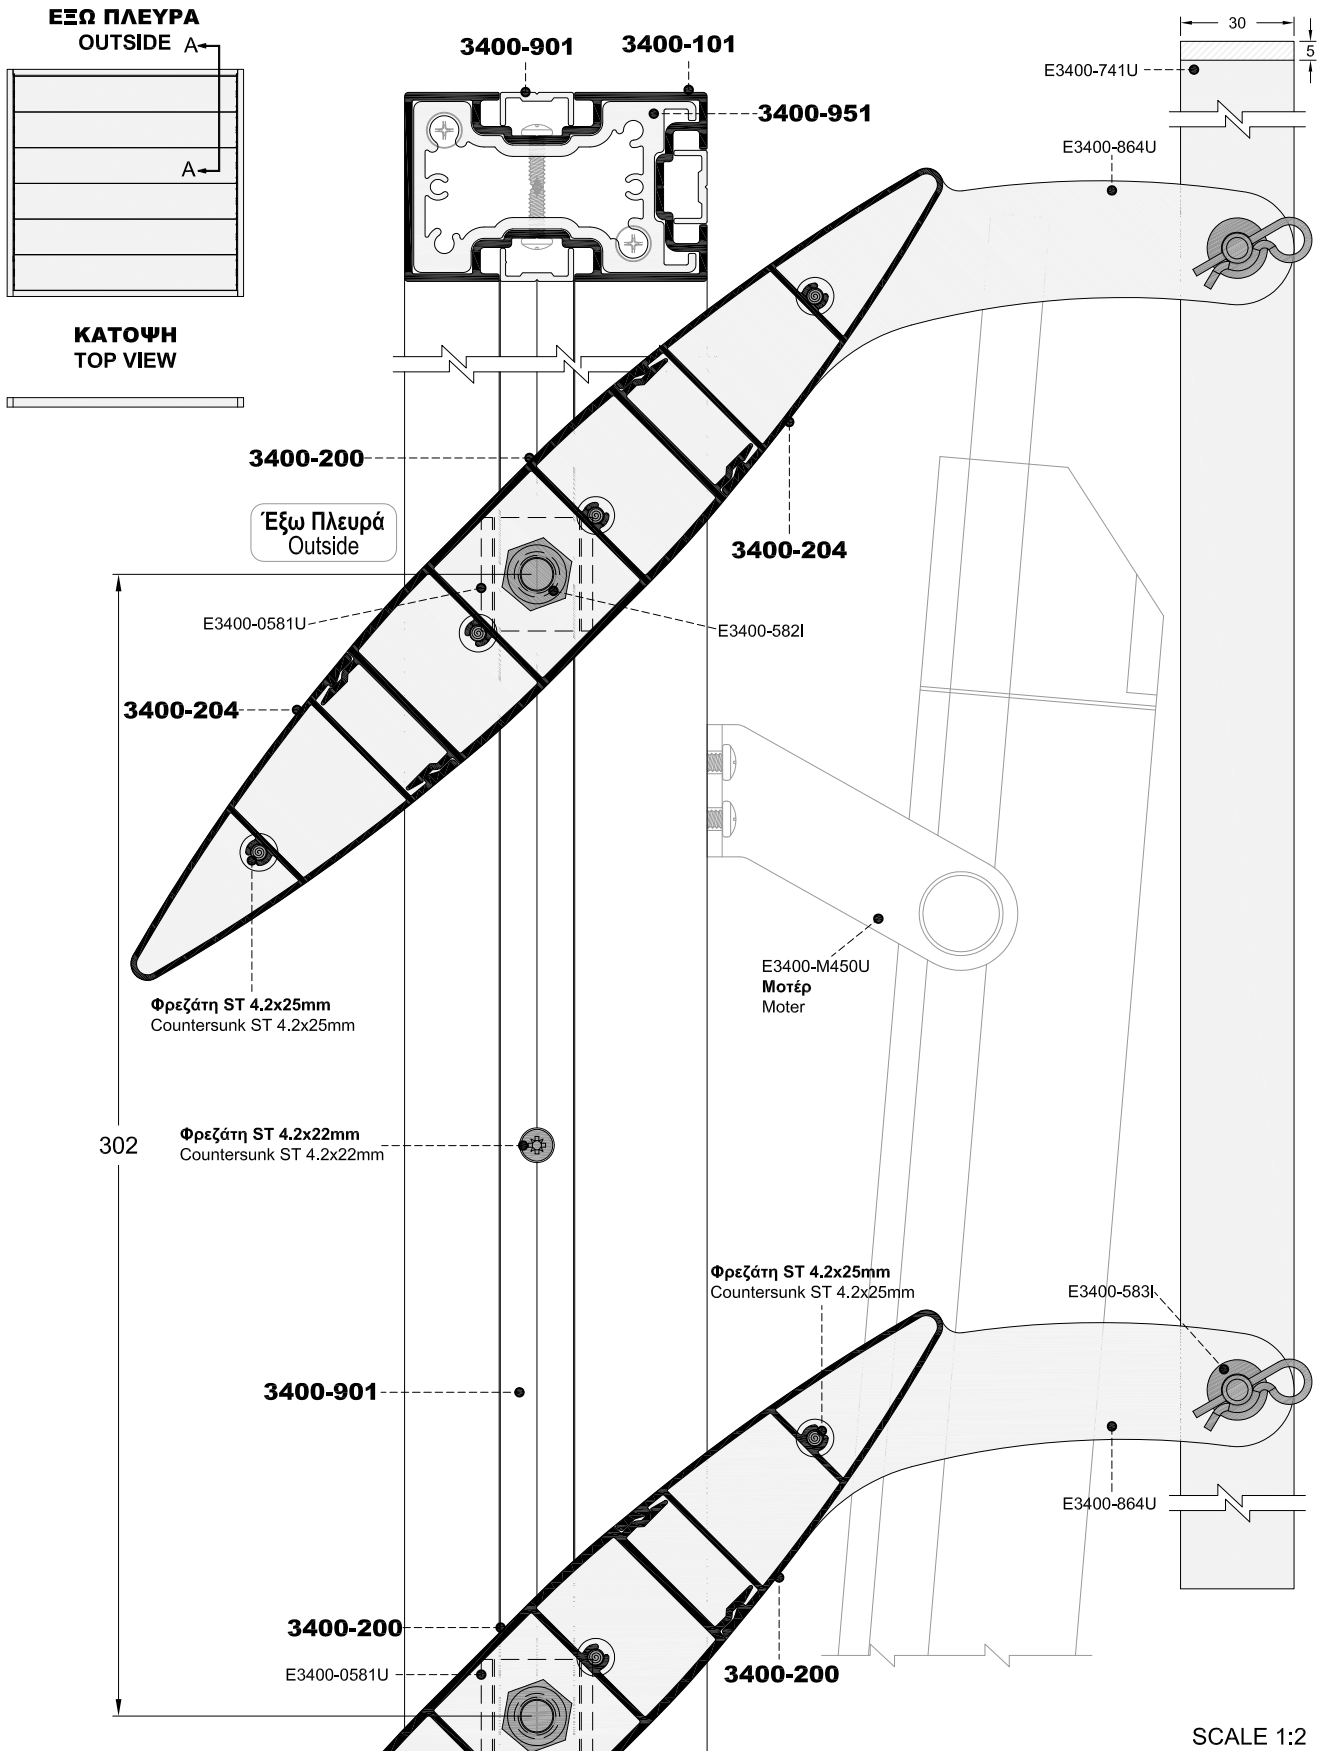 ΕΞΩ ΠΛΕΥΡΑ
OUTSIDE
A
A
ΚΑΤΟΨΗ
TOP VIEW
3400-901
3400-101
3400-951
30
5
E3400-741U
E3400-864U
3400-200
Έξω Πλευρά
Outside
3400-204
E3400-0581U
E3400-582I
3400-204
E3400-M450U
Μοτέρ
Moter
Φρεζάτη ST 4.2x25mm
Countersunk ST 4.2x25mm
302
Φρεζάτη ST 4.2x22mm
Countersunk ST 4.2x22mm
Φρεζάτη ST 4.2x25mm
Countersunk ST 4.2x25mm
E3400-583I
3400-901
E3400-864U
3400-200
E3400-0581U
3400-200
SCALE 1:2